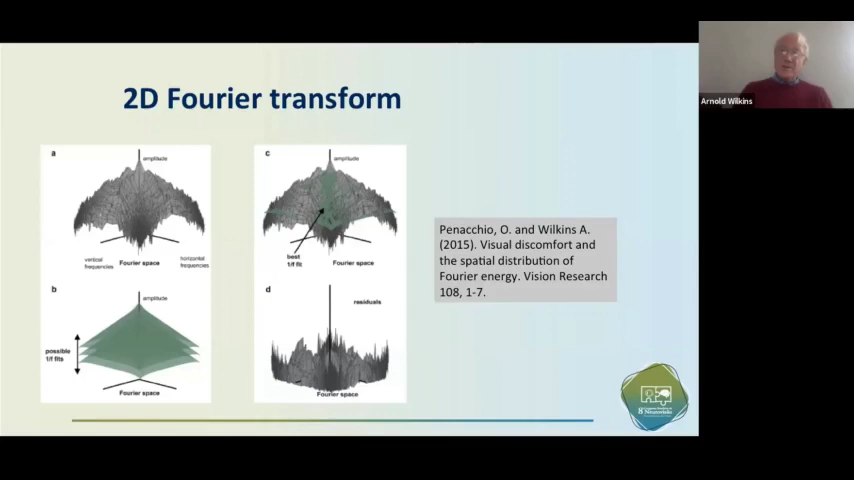 2D Fourier transform
a
amplitude
vertical
frequencies
Fourier space
horizontal
frequencies
b
amplitude
possible
1/f fits
Fourier space
c
amplitude
best
1/f fit
Fourier space
d
residuals
Fourier space
Penacchio, O. and Wilkins A.
(2015). Visual discomfort and
the spatial distribution of
Fourier energy. Vision Research
108, 1-7.
Arnold Wilkins
8